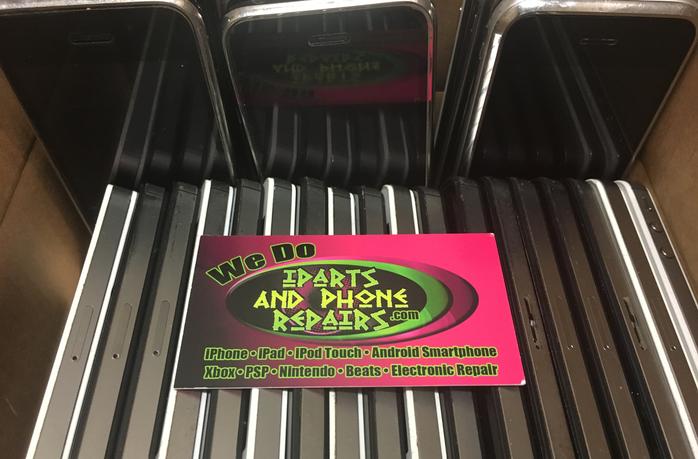 We Do
IPARTS
AND PHONE
REPAIRS.com
iPhone • iPad • iPod Touch • Android Smartphone
Xbox • PSP • Nintendo • Beats • Electronic Repair